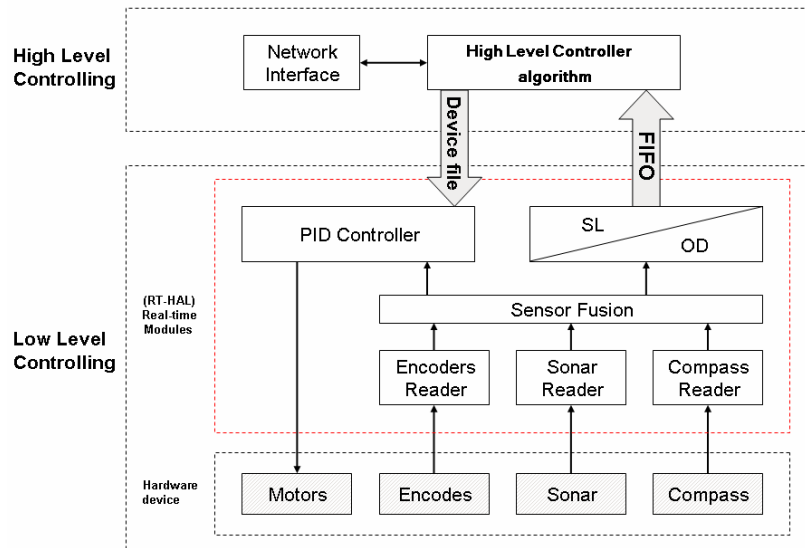 High Level
Controlling
Network
Interface
High Level Controller
algorithm
Device file
FIFO
PID Controller
SL
OD
(RT-HAL)
Real-time
Modules
Sensor Fusion
Low Level
Controlling
Encoders
Reader
Sonar
Reader
Compass
Reader
Hardware
device
Motors
Encodes
Sonar
Compass